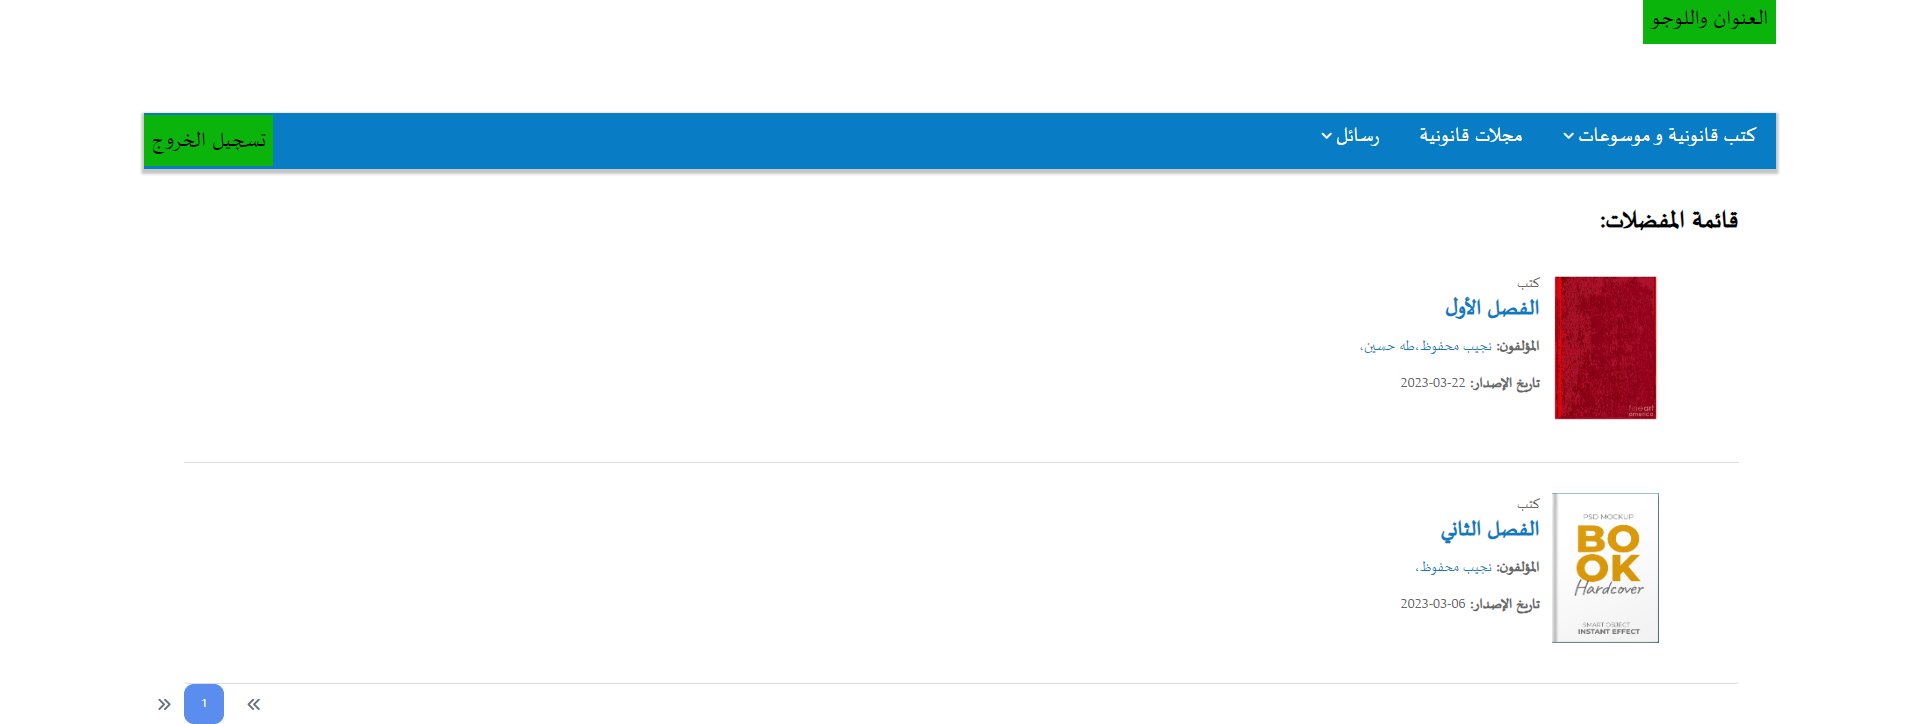 العنوان واللوجو
كتب قانونية و موسوعات مجلات قانونية رسائل تسجيل الخروج
قائمة المفضلات:
كتب
الفصل الأول
المؤلفون: نجيب محفوظ،طه حسين،
تاريخ الإصدار: 22-03-2023
fineart
america
كتب
الفصل الثاني
المؤلفون: نجيب محفوظ،
تاريخ الإصدار: 06-03-2023
PSD MOCKUP
BO
OK
Hardcover
SMART OBJECT
INSTANT EFFECT
« 1 »